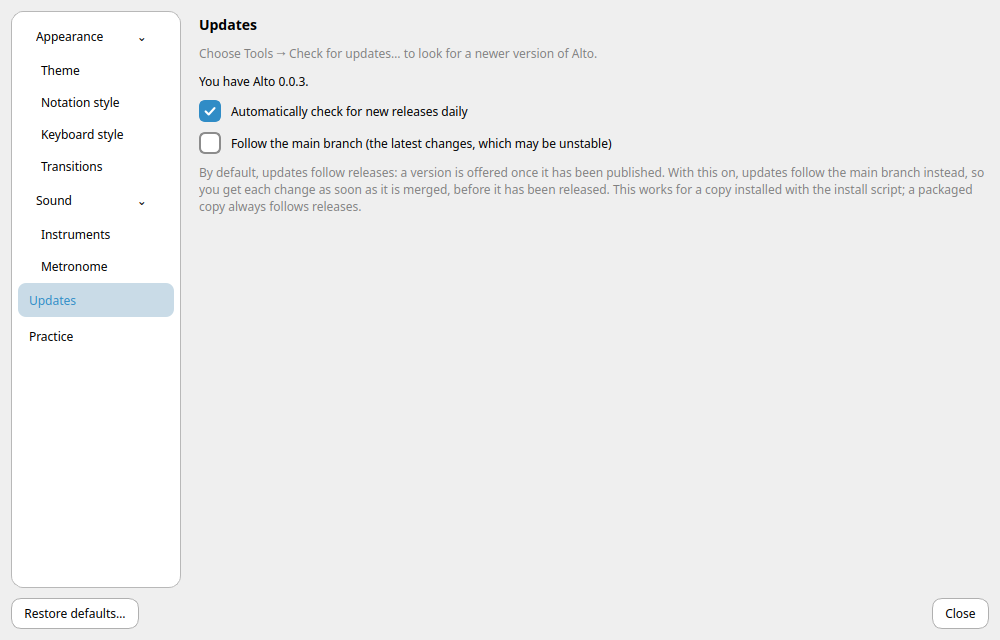 Appearance
Theme
Notation style
Keyboard style
Transitions
Sound
Instruments
Metronome
Updates
Practice
Restore defaults...
Updates
Choose Tools → Check for updates... to look for a newer version of Alto.
You have Alto 0.0.3.
Automatically check for new releases daily
Follow the main branch (the latest changes, which may be unstable)
By default, updates follow releases: a version is offered once it has been published. With this on, updates follow the main branch instead, so
you get each change as soon as it is merged, before it has been released. This works for a copy installed with the install script; a packaged
copy always follows releases.
Close